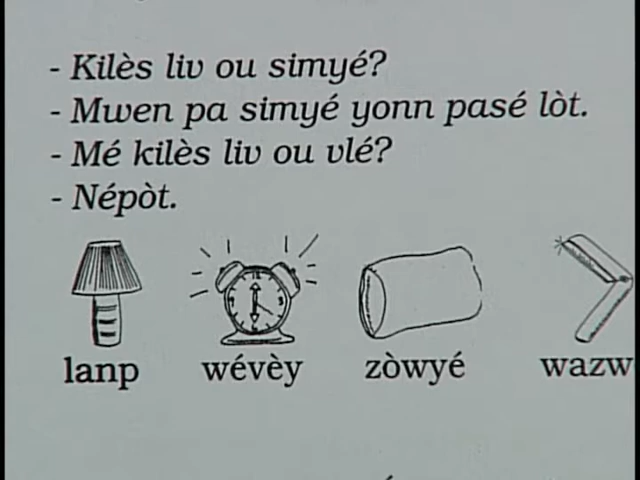 - Kilès liv ou simyé?
- Mwen pa simyé yonn pasé lòt.
- Mé kilès liv ou vlé?
- Népòt.
lanp wévèy zòwyé wazw